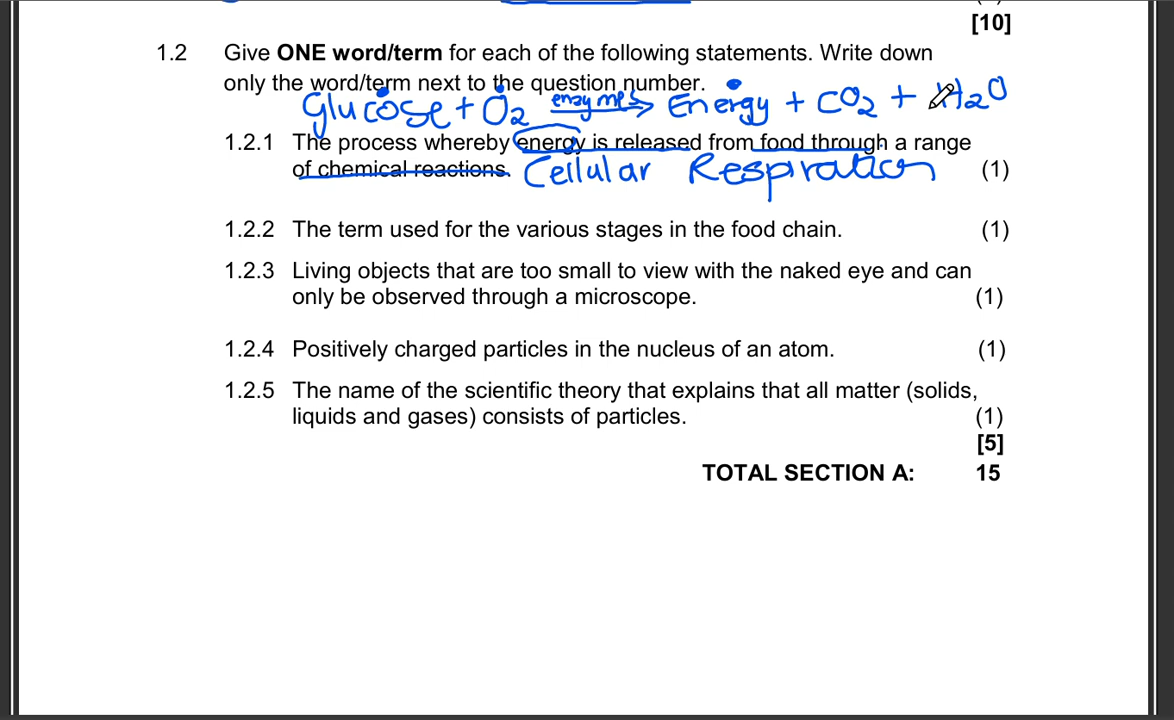 [10]
1.2 Give ONE word/term for each of the following statements. Write down
only the word/term next to the question number.
Glucose + O2 enzymes → Energy + CO2 + H2O
1.2.1 The process whereby energy is released from food through a range
of chemical reactions. Cellular Respiration (1)
1.2.2 The term used for the various stages in the food chain. (1)
1.2.3 Living objects that are too small to view with the naked eye and can
only be observed through a microscope. (1)
1.2.4 Positively charged particles in the nucleus of an atom. (1)
1.2.5 The name of the scientific theory that explains that all matter (solids,
liquids and gases) consists of particles. (1)
[5]
TOTAL SECTION A: 15